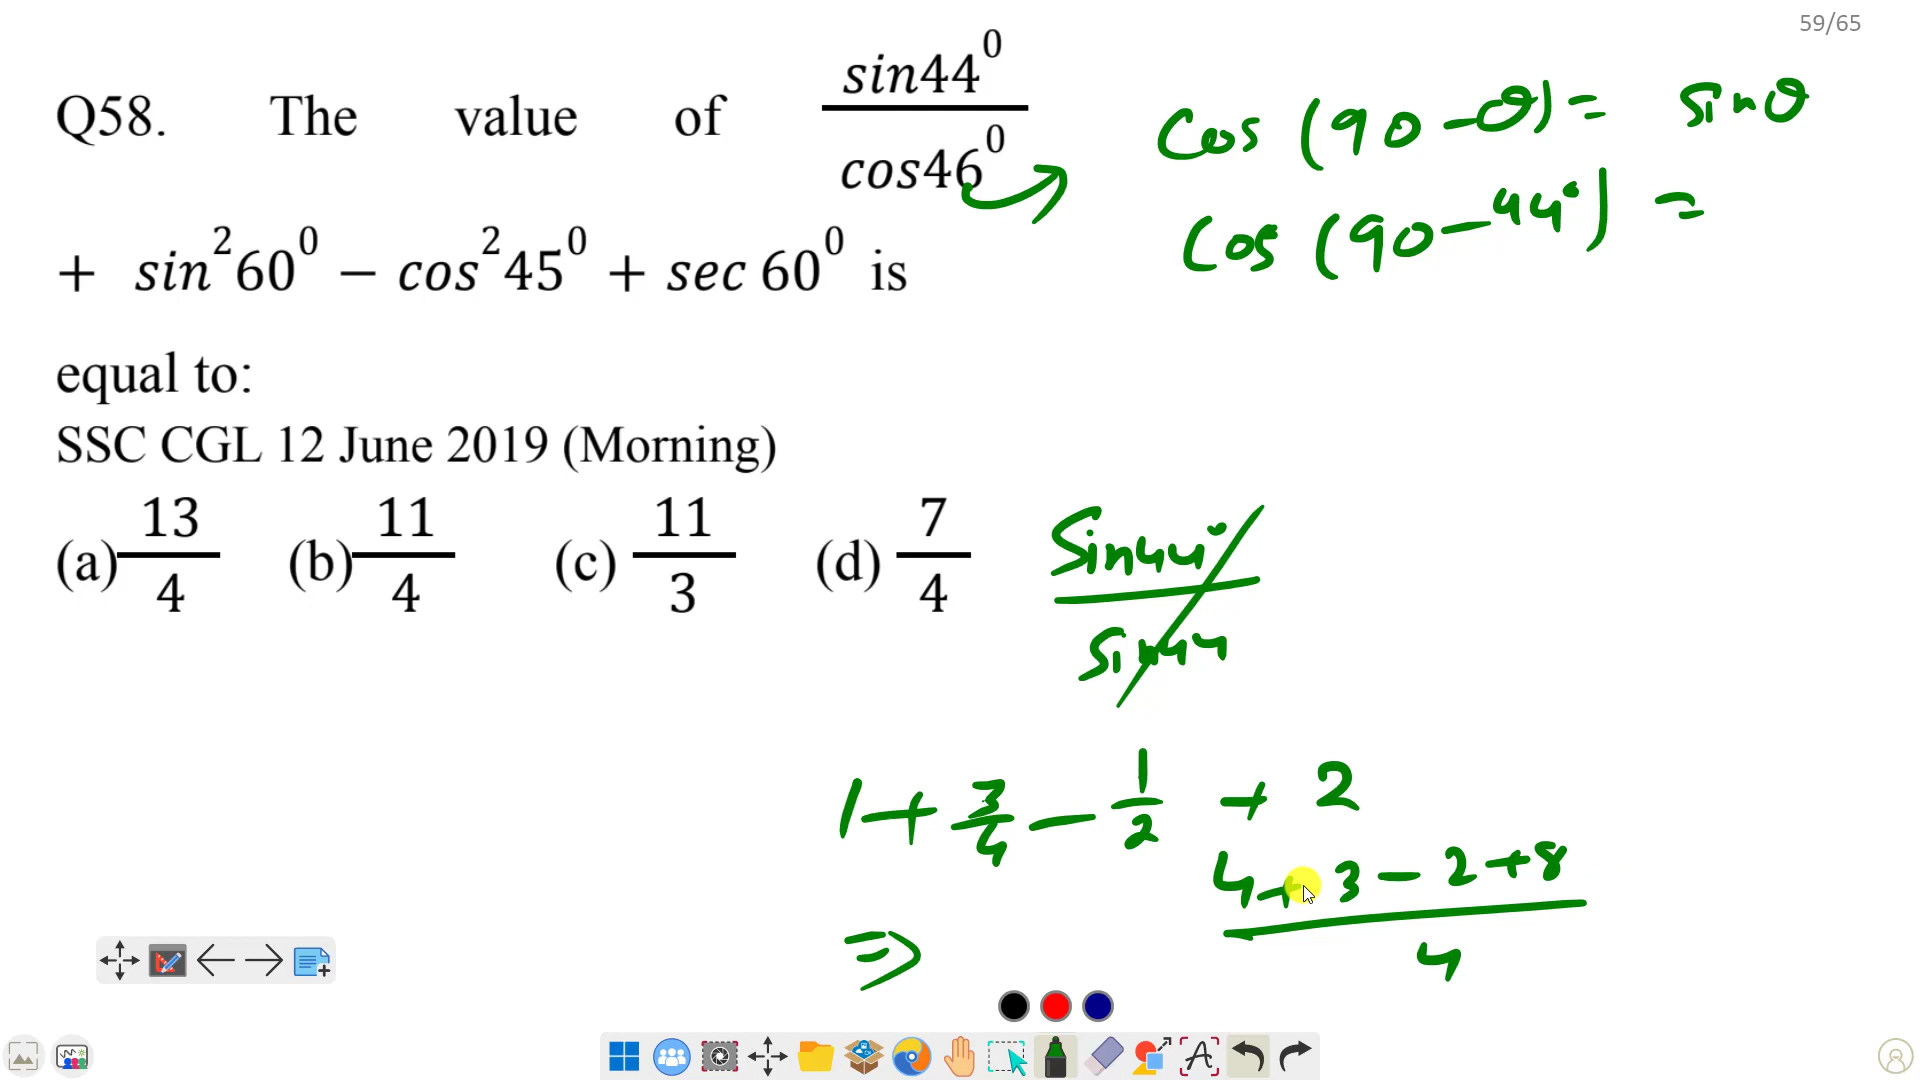 59/65
Q58. The value of sin44⁰/cos46⁰
+ sin²60⁰ − cos²45⁰ + sec 60⁰ is
equal to:
SSC CGL 12 June 2019 (Morning)
(a) 13/4 (b) 11/4 (c) 11/3 (d) 7/4
Cos (90 − θ) = Sinθ
Cos (90 − 44°) =
Sin44°/Sin44
1 + 3/4 − 1/2 + 2
⇒ 4 + 3 − 2 + 8/4